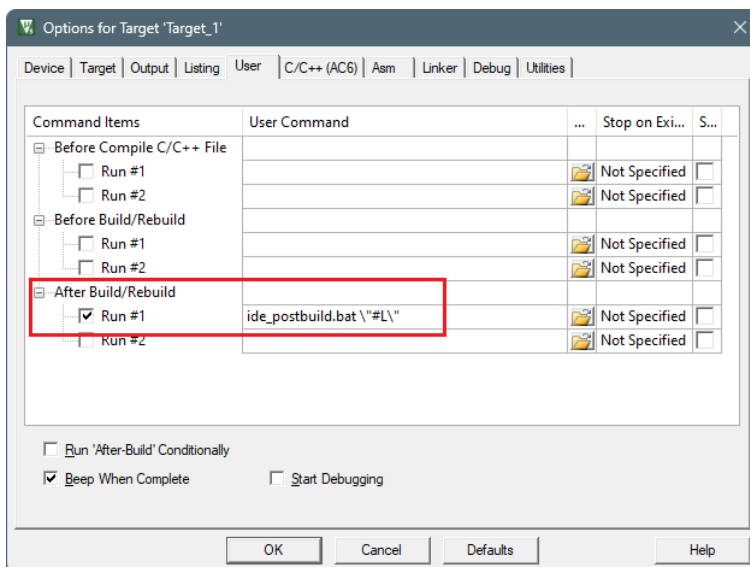 Options for Target 'Target_1'
Device Target Output Listing User C/C++ (AC6) Asm Linker Debug Utilities
Command Items User Command ... Stop on Exi... S...
Before Compile C/C++ File
Run #1 Not Specified
Run #2 Not Specified
Before Build/Rebuild
Run #1 Not Specified
Run #2 Not Specified
After Build/Rebuild
Run #1 ide_postbuild.bat \"#L\" Not Specified
Run #2 Not Specified
Run 'After-Build' Conditionally
Beep When Complete Start Debugging
OK Cancel Defaults Help